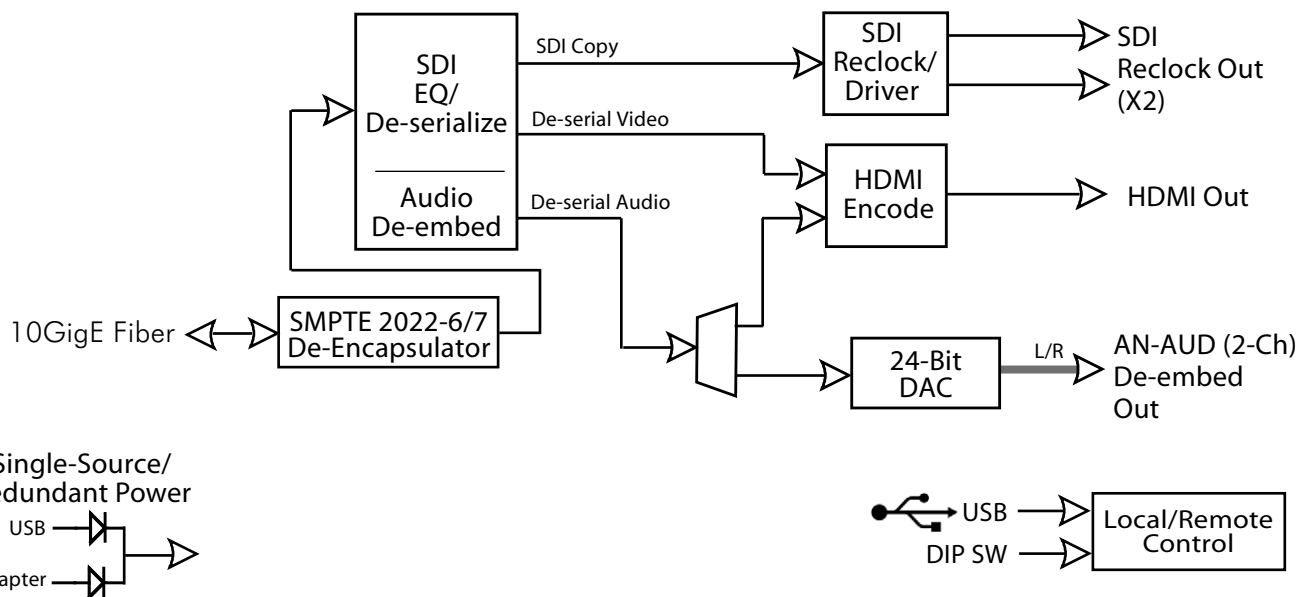 SDI
EQ/
De-serialize
Audio
De-embed
SDI Copy
De-serial Video
De-serial Audio
SDI
Reclock/
Driver
SDI
Reclock Out
(X2)
HDMI
Encode
HDMI Out
10GigE Fiber
SMPTE 2022-6/7
De-Encapsulator
24-Bit
DAC
L/R
AN-AUD (2-Ch)
De-embed
Out
Single-Source/
edundant Power
USB
apter
USB
DIP SW
Local/Remote
Control